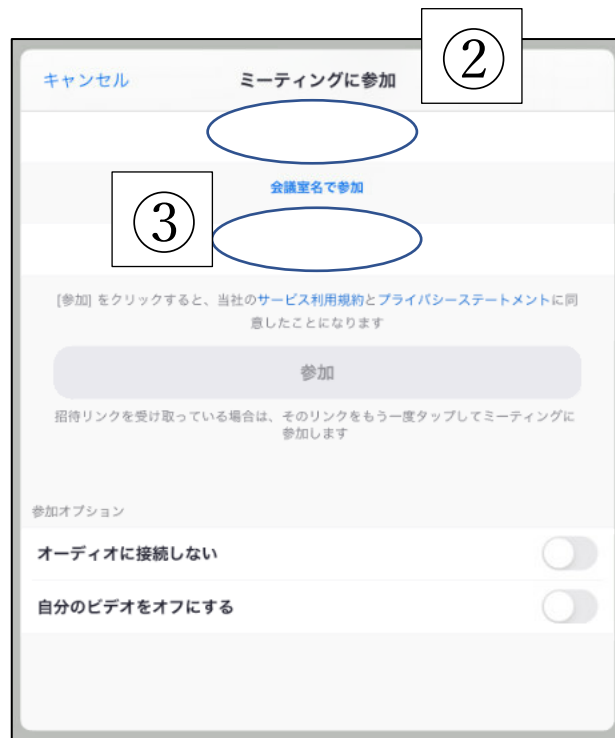 ②
キャンセル ミーティングに参加
会議室名で参加
③
[参加] をクリックすると、当社のサービス利用規約とプライバシーステートメントに同
意したことになります
参加
招待リンクを受け取っている場合は、そのリンクをもう一度タップしてミーティングに
参加します
参加オプション
オーディオに接続しない
自分のビデオをオフにする